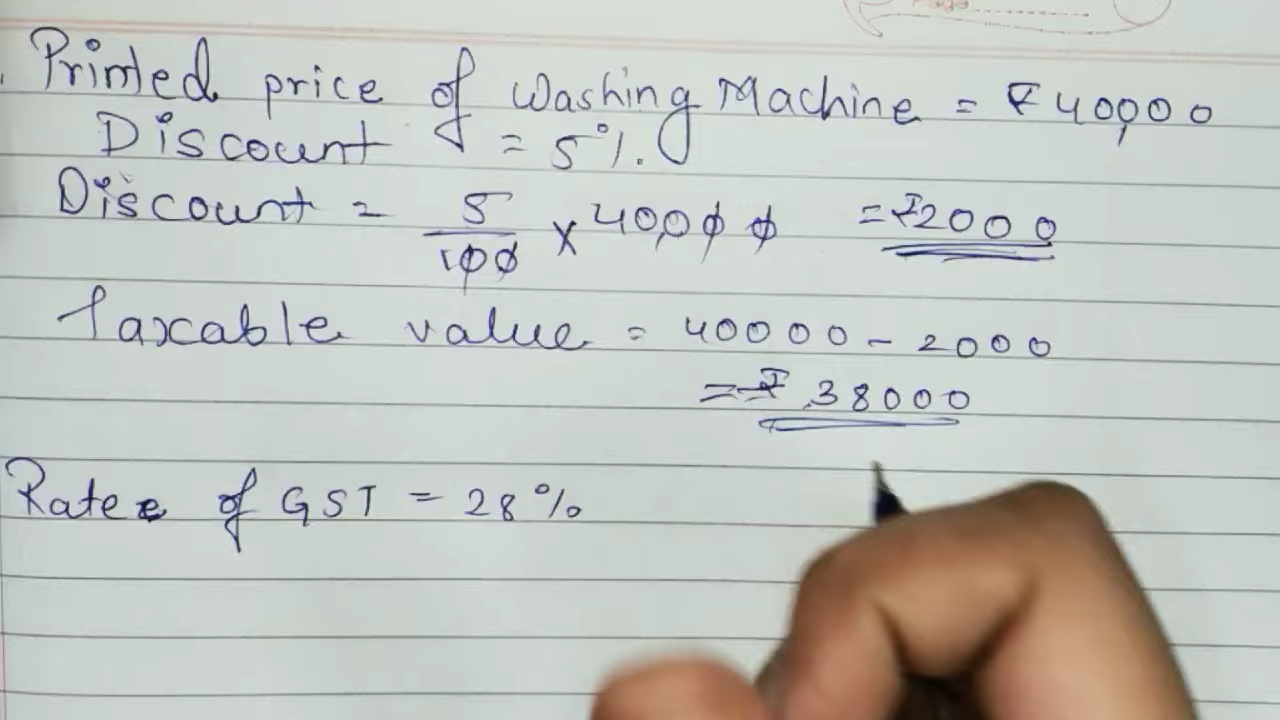 Page
Printed price of Washing Machine = ₹ 40,000
Discount = 5%.
Discount = 5/100 × 40,000 = ₹2000
Taxable value = 40000 - 2000
= ₹ 38000
Rate of GST = 28%